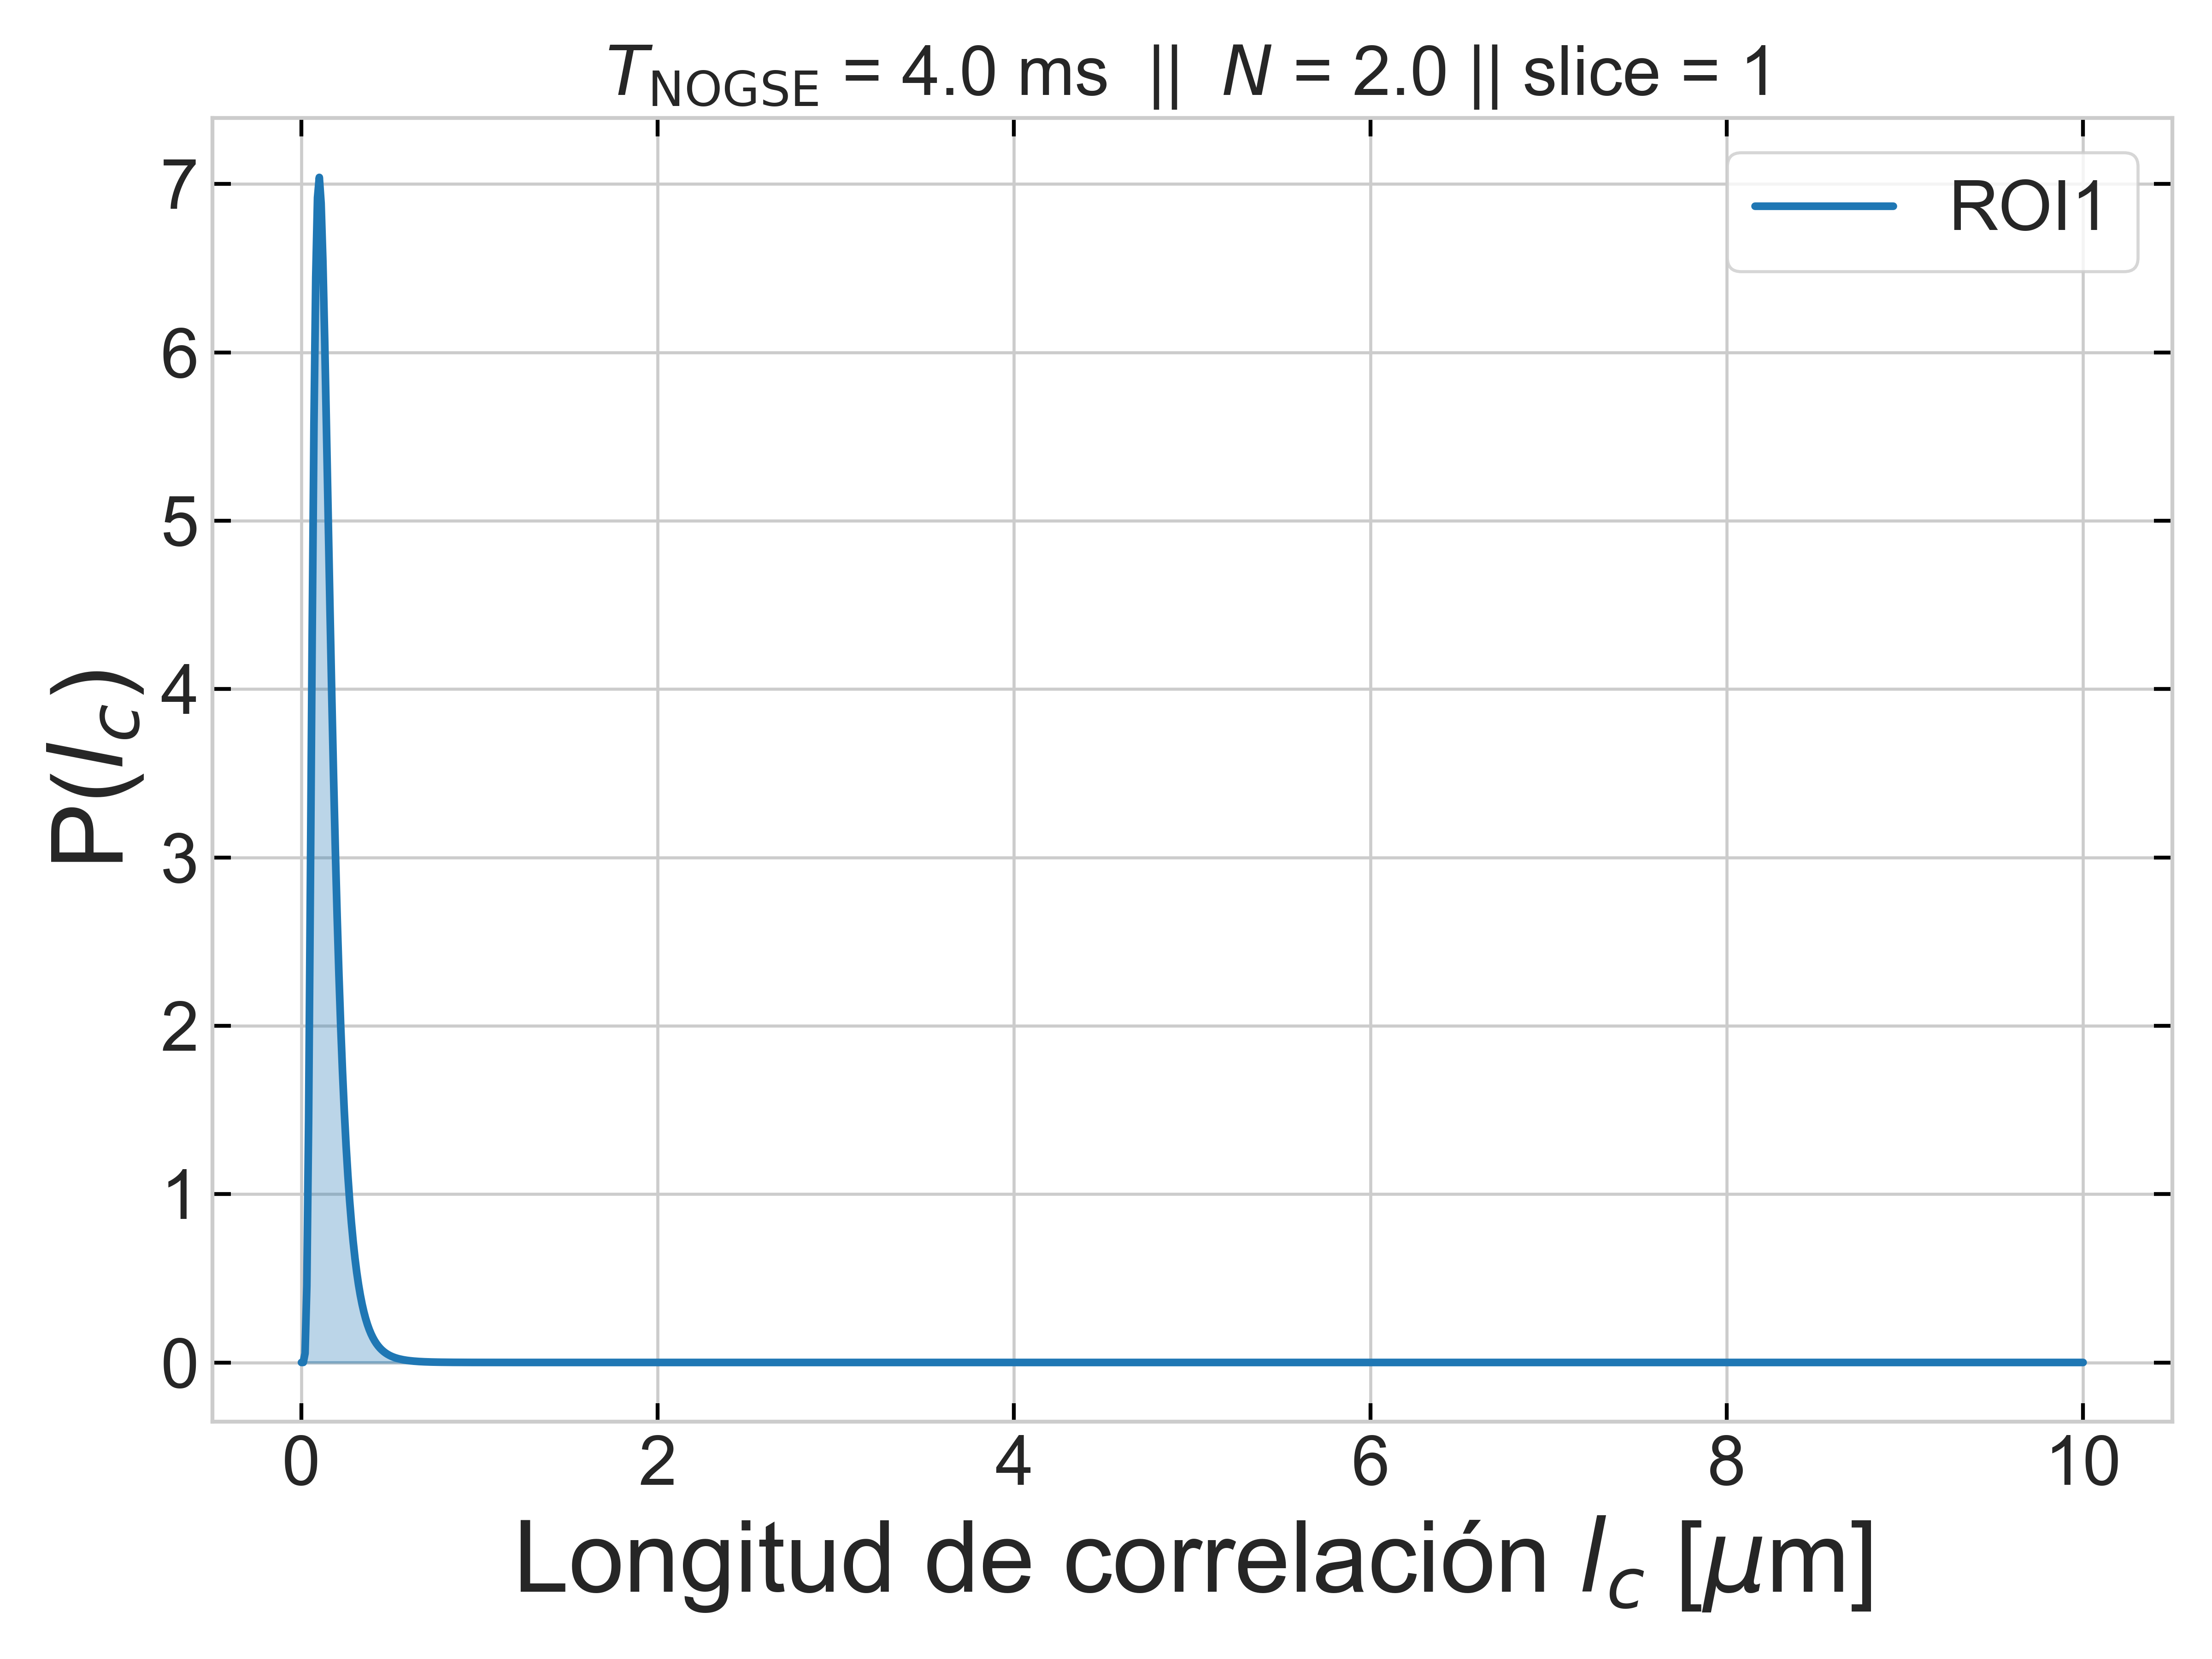 T_NOGSE = 4.0 ms || N = 2.0 || slice = 1
ROI1
P(l_c)
7
6
5
4
3
2
1
0
0 2 4 6 8 10
Longitud de correlación l_c [μm]